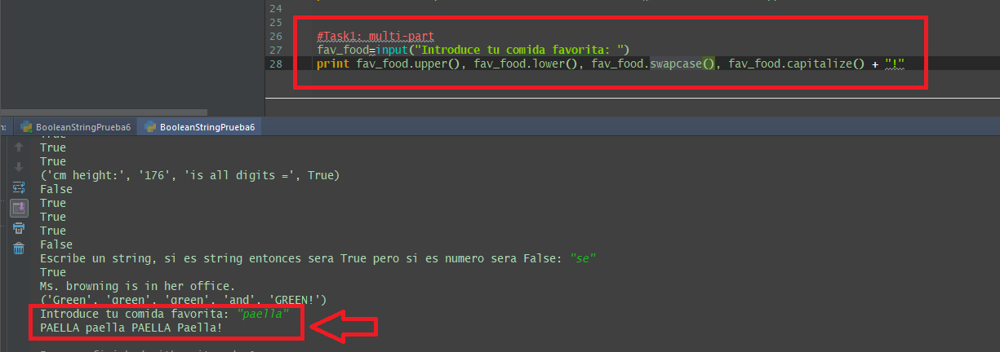 24
25
26 #Task1: multi-part
27 fav_food=input("Introduce tu comida favorita: ")
28 print fav_food.upper(), fav_food.lower(), fav_food.swapcase(), fav_food.capitalize() + "!"
n: BooleanStringPrueba6 BooleanStringPrueba6
True
True
True
('cm height:', '176', 'is all digits =', True)
False
True
True
True
False
Escribe un string, si es string entonces sera True pero si es numero sera False: "se"
True
Ms. browning is in her office.
('Green', 'green', 'green', 'and', 'GREEN!')
Introduce tu comida favorita: "paella"
PAELLA paella PAELLA Paella!